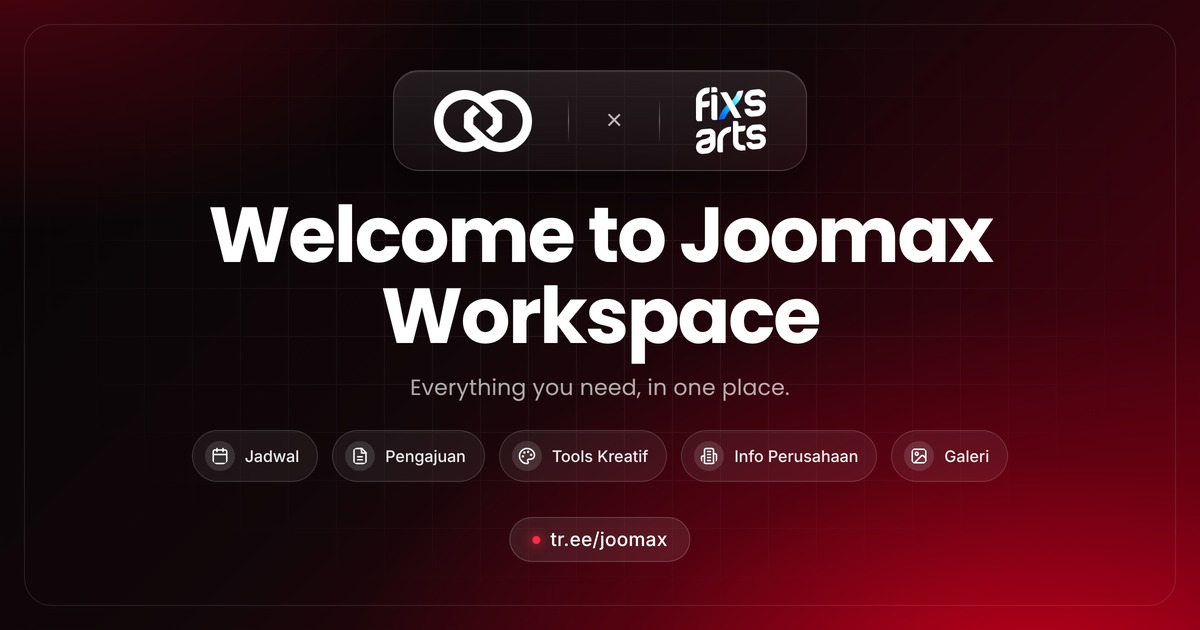 ×
fixs
arts
Welcome to Joomax
Workspace
Everything you need, in one place.
Jadwal
Pengajuan
Tools Kreatif
Info Perusahaan
Galeri
tr.ee/joomax